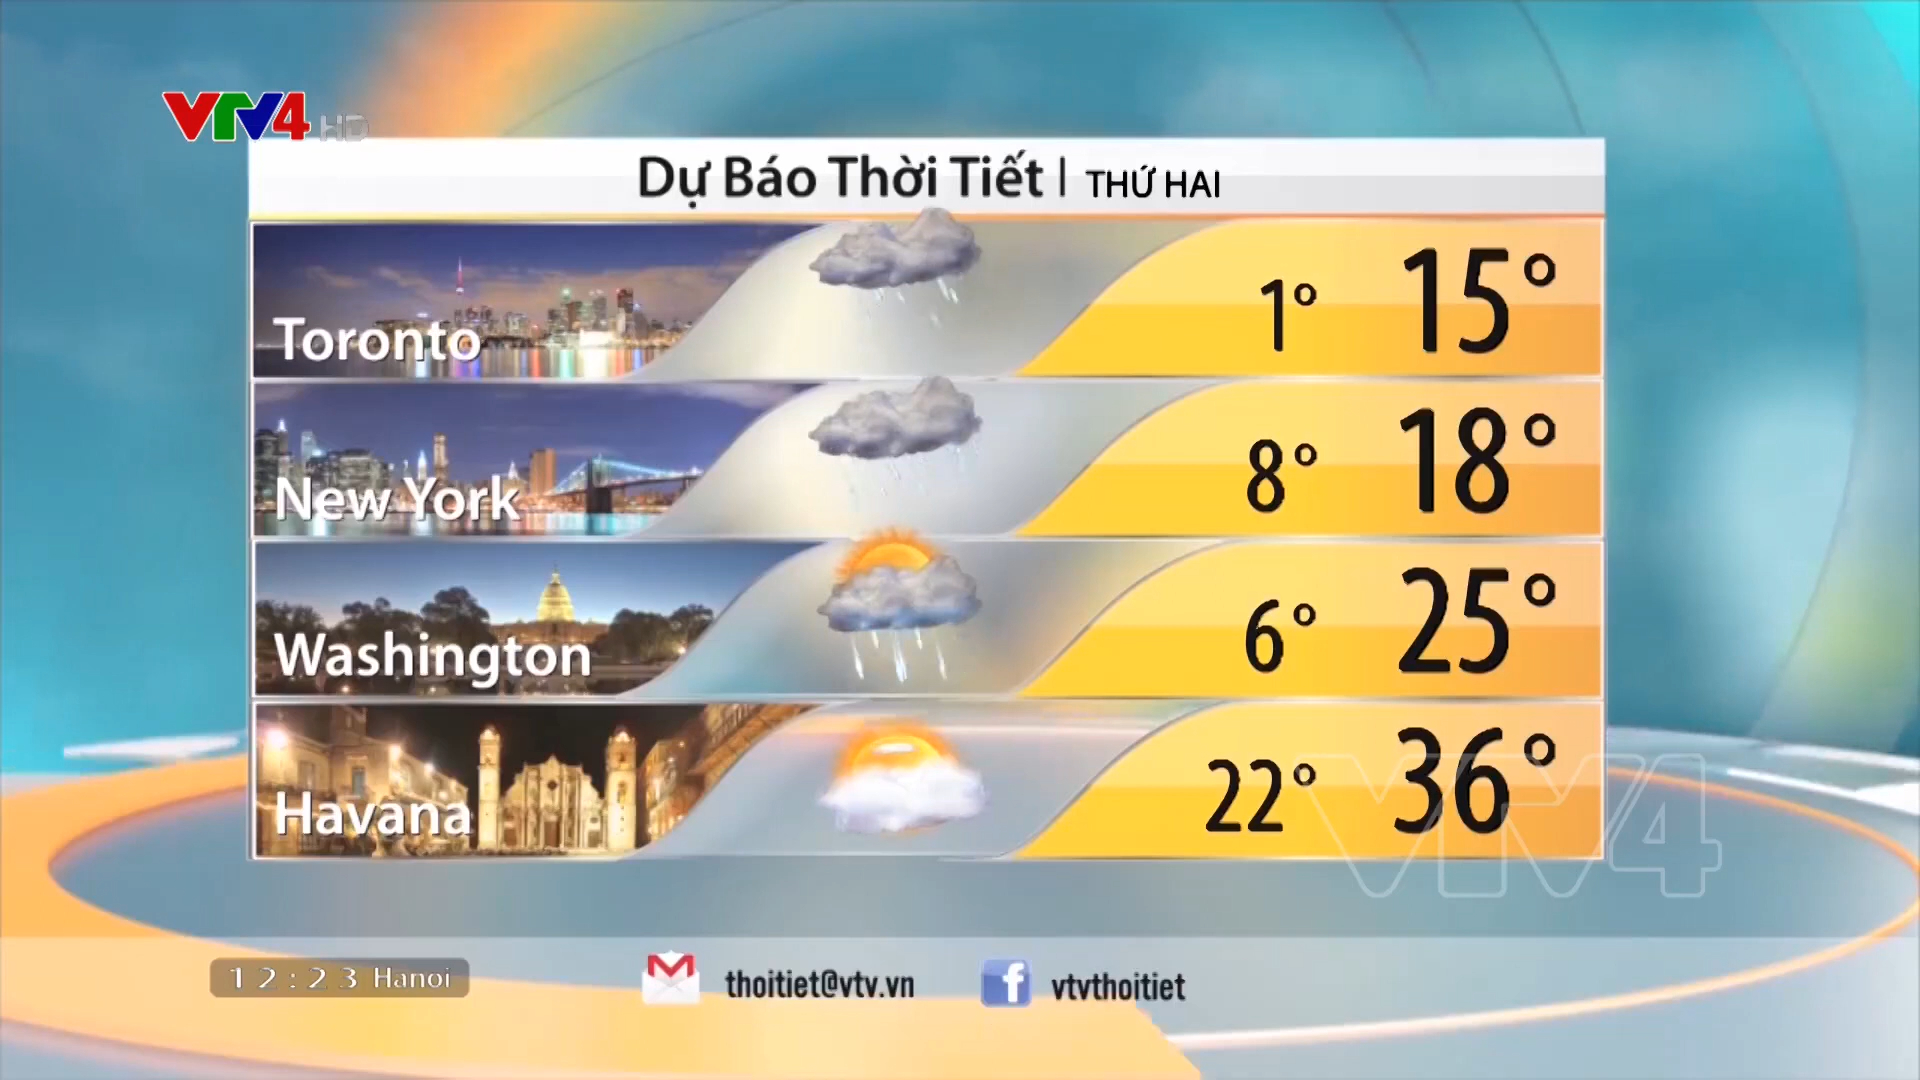 VTV4 HD
Dự Báo Thời Tiết | THỨ HAI
Toronto 1° 15°
New York 8° 18°
Washington 6° 25°
Havana 22° 36°
VTV4
12:23 Hanoi thoitiet@vtv.vn vtvthoitiet